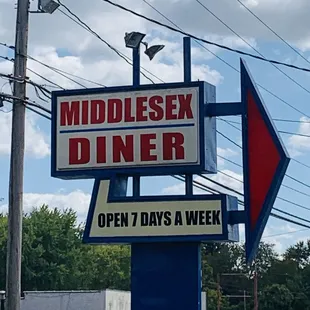 MIDDLESEX
DINER
OPEN 7 DAYS A WEEK